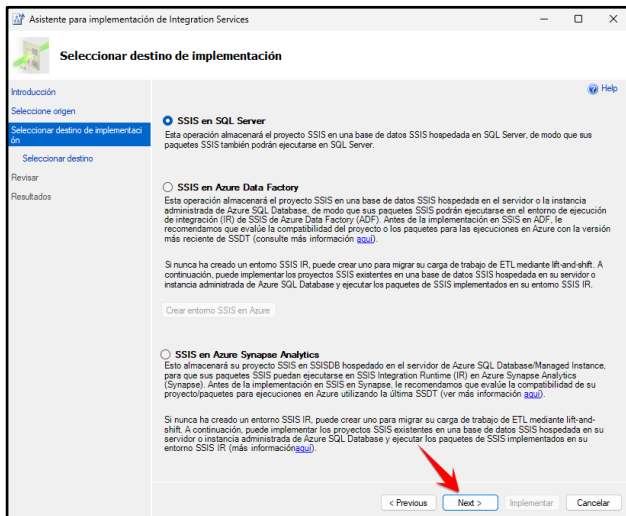 Asistente para implementación de Integration Services
Seleccionar destino de implementación
Help
Introducción
Seleccione origen
Seleccionar destino de implementaci
ón
Seleccionar destino
Revisar
Resultados
SSIS en SQL Server
Esta operación almacenará el proyecto SSIS en una base de datos SSIS hospedada en SQL Server, de modo que sus
paquetes SSIS también podrán ejecutarse en SQL Server.
SSIS en Azure Data Factory
Esta operación almacenará el proyecto SSIS en una base de datos SSIS hospedada en el servidor o la instancia
administrada de Azure SQL Database, de modo que sus paquetes SSIS podrán ejecutarse en el entorno de ejecución
de integración (IR) de SSIS de Azure Data Factory (ADF). Antes de la implementación en SSIS en ADF, le
recomendamos que evalúe la compatibilidad del proyecto o los paquetes para las ejecuciones en Azure con la versión
más reciente de SSDT (consulte más información aquí).
Si nunca ha creado un entorno SSIS IR, puede crear uno para migrar su carga de trabajo de ETL mediante lift-and-shift. A
continuación, puede implementar los proyectos SSIS existentes en una base de datos SSIS hospedada en su servidor o
instancia administrada de Azure SQL Database y ejecutar los paquetes de SSIS implementados en su entorno SSIS IR.
Crear entorno SSIS en Azure
SSIS en Azure Synapse Analytics
Esto almacenará su proyecto SSIS en SSISDB hospedado en el servidor de Azure SQL Database/Managed Instance,
para que sus paquetes SSIS puedan ejecutarse en SSIS Integration Runtime (IR) en Azure Synapse Analytics
(Synapse). Antes de la implementación en SSIS en Synapse, le recomendamos que evalúe la compatibilidad de su
proyecto/paquetes para ejecuciones en Azure utilizando la última SSDT (ver más información aquí).
Si nunca ha creado un entorno SSIS IR, puede crear uno para migrar su carga de trabajo de ETL mediante lift-and-
shift. A continuación, puede implementar los proyectos SSIS existentes en una base de datos SSIS hospedada en su
servidor o instancia administrada de Azure SQL Database y ejecutar los paquetes de SSIS implementados en su
entorno SSIS IR (más informaciónaquí).
< Previous
Next >
Implementar
Cancelar